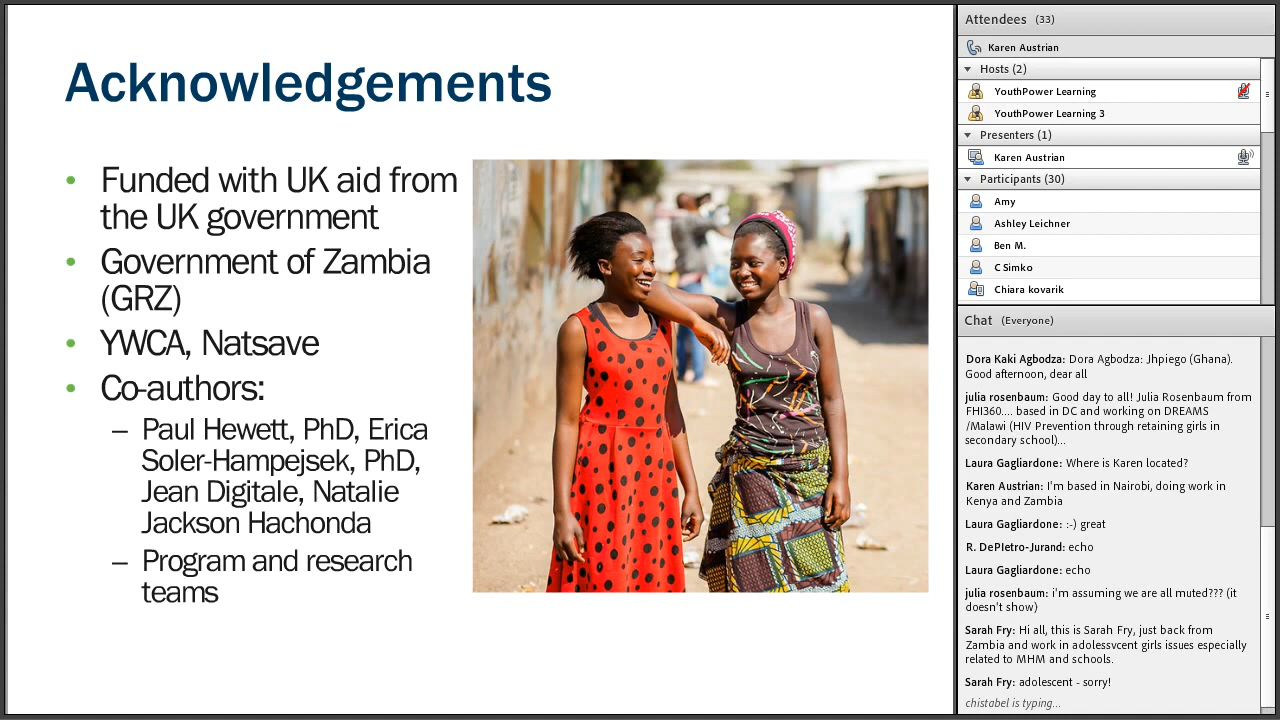 Acknowledgements
• Funded with UK aid from
the UK government
• Government of Zambia
(GRZ)
• YWCA, Natsave
• Co-authors:
– Paul Hewett, PhD, Erica
Soler-Hampejsek, PhD,
Jean Digitale, Natalie
Jackson Hachonda
– Program and research
teams
Attendees (33)
Karen Austrian
Hosts (2)
YouthPower Learning
YouthPower Learning 3
Presenters (1)
Karen Austrian
Participants (30)
Amy
Ashley Leichner
Ben M.
C Simko
Chiara kovarik
Chat (Everyone)
Dora Kaki Agbodza: Dora Agbodza: Jhpiego (Ghana).
Good afternoon, dear all
julia rosenbaum: Good day to all! Julia Rosenbaum from
FHI360.... based in DC and working on DREAMS
/Malawi (HIV Prevention through retaining girls in
secondary school)...
Laura Gagliardone: Where is Karen located?
Karen Austrian: I'm based in Nairobi, doing work in
Kenya and Zambia
Laura Gagliardone: :-) great
R. DePIetro-Jurand: echo
Laura Gagliardone: echo
julia rosenbaum: i'm assuming we are all muted??? (it
doesn't show)
Sarah Fry: Hi all, this is Sarah Fry, just back from
Zambia and work in adolessvcent girls issues especially
related to MHM and schools.
Sarah Fry: adolescent - sorry!
chistabel is typing...